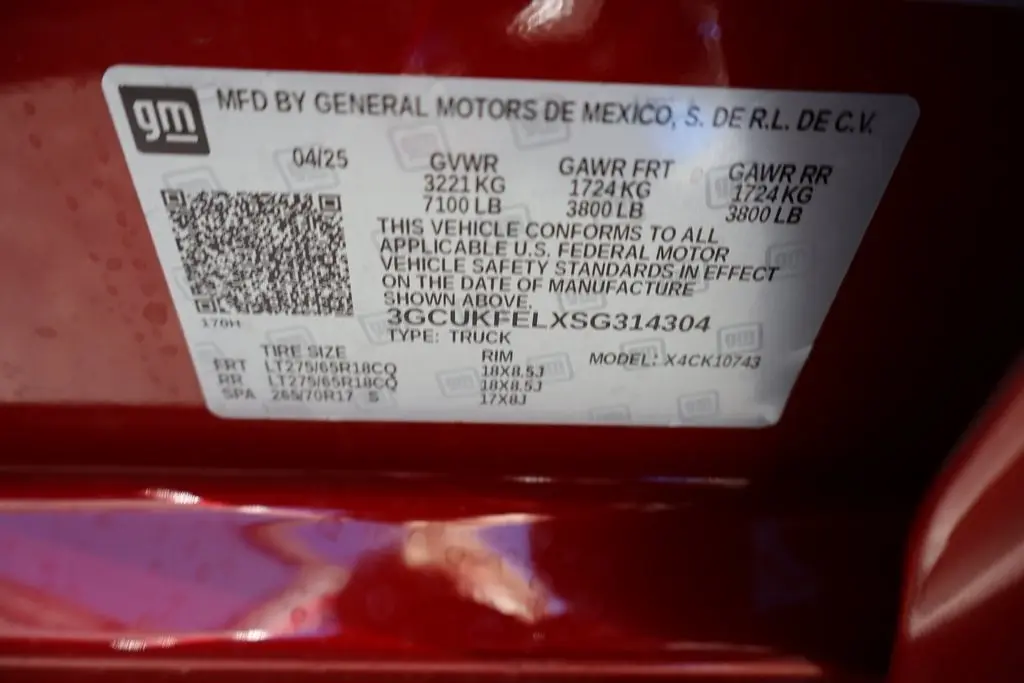 gm MFD BY GENERAL MOTORS DE MEXICO, S. DE R.L. DE C.V.
04/25 GVWR GAWR FRT GAWR RR
3221 KG 1724 KG 1724 KG
7100 LB 3800 LB 3800 LB
THIS VEHICLE CONFORMS TO ALL
APPLICABLE U.S. FEDERAL MOTOR
VEHICLE SAFETY STANDARDS IN EFFECT
ON THE DATE OF MANUFACTURE
SHOWN ABOVE.
3GCUKFELXSG314304
170H TYPE: TRUCK
TIRE SIZE RIM MODEL: X4CK10743
FRT LT275/65R18CQ 18X8.5J
RR LT275/65R18CQ 18X8.5J
SPA 265/70R17 S 17X8J